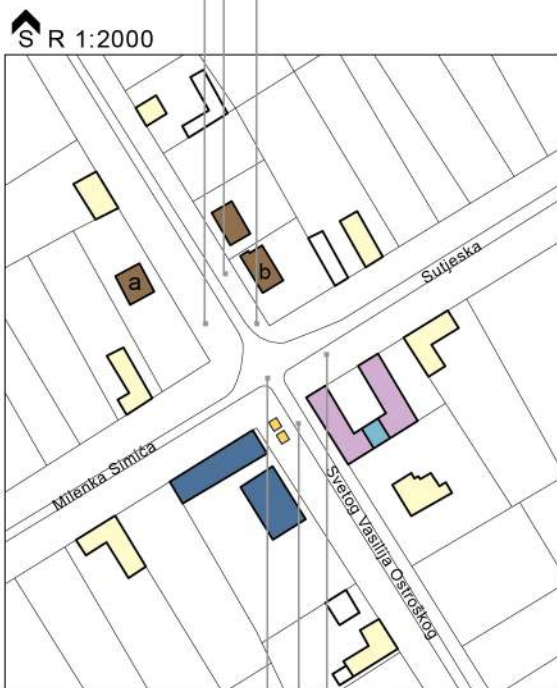 S R 1:2000
a
b
Sutjeska
Milenka Simića
Svetog Vasilija Ostroškog